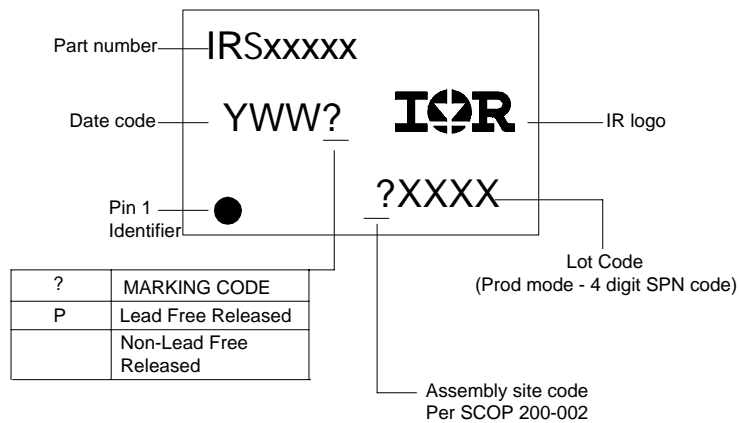 Part number
IRSxxxxx
Date code
YWW?
IOR
IR logo
Pin 1
Identifier
?XXXX
Lot Code
(Prod mode - 4 digit SPN code)
? MARKING CODE
P Lead Free Released
Non-Lead Free
Released
Assembly site code
Per SCOP 200-002